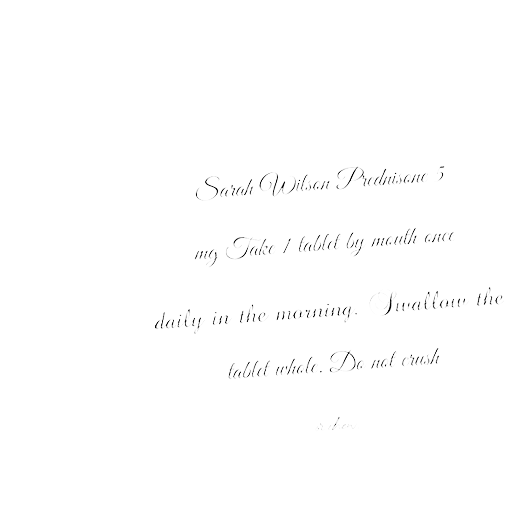 Sarah Wilson Prednisone 5
mg Take 1 tablet by mouth once
daily in the morning. Swallow the
tablet whole. Do not crush